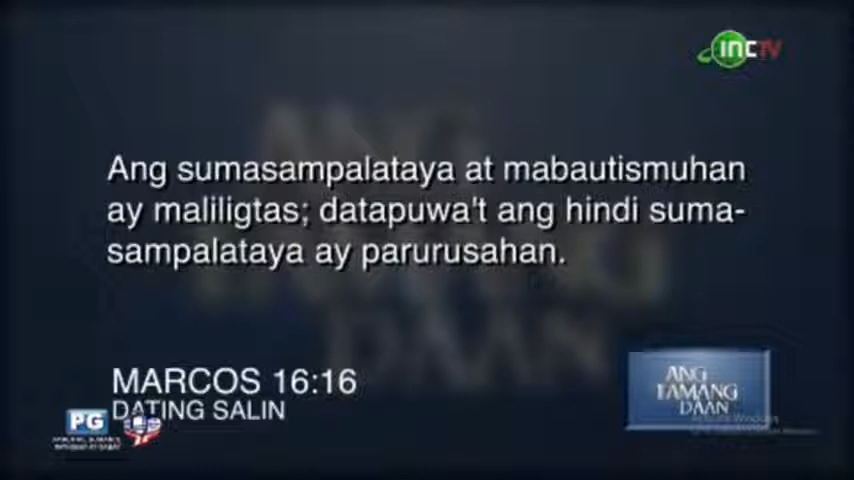 INCTV
Ang sumasampalataya at mabautismuhan
ay maliligtas; datapuwa't ang hindi suma-
sampalataya ay parurusahan.
MARCOS 16:16
DATING SALIN
PG
ANG
TAMANG
DAAN